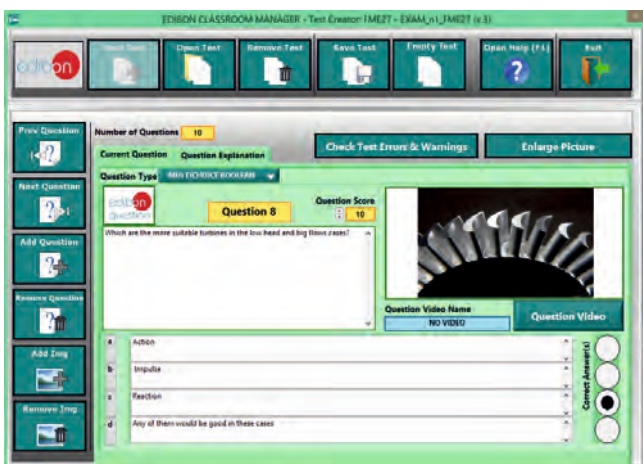 EDIBON CLASSROOM MANAGER - Test Creator: FME27 - EXAM_n1_FME27 (v.3)
edibon
Open Test
Remove Test
Save Test
Empty Test
Open Help (F1)
Exit
Prev Question
Number of Questions 10
Check Test Errors & Warnings
Enlarge Picture
Current Question Question Explanation
Question Type
Next Question
edibon
question
Question 8
Question Score
10
Which are the more suitable turbines in the low head and big flows cases?
Add Question
Remove Question
Question Video Name
NO VIDEO
Question Video
Add Img
a Action
b Impulse
c Reaction
d Any of them would be good in these cases
Correct Answer(s)
Remove Img